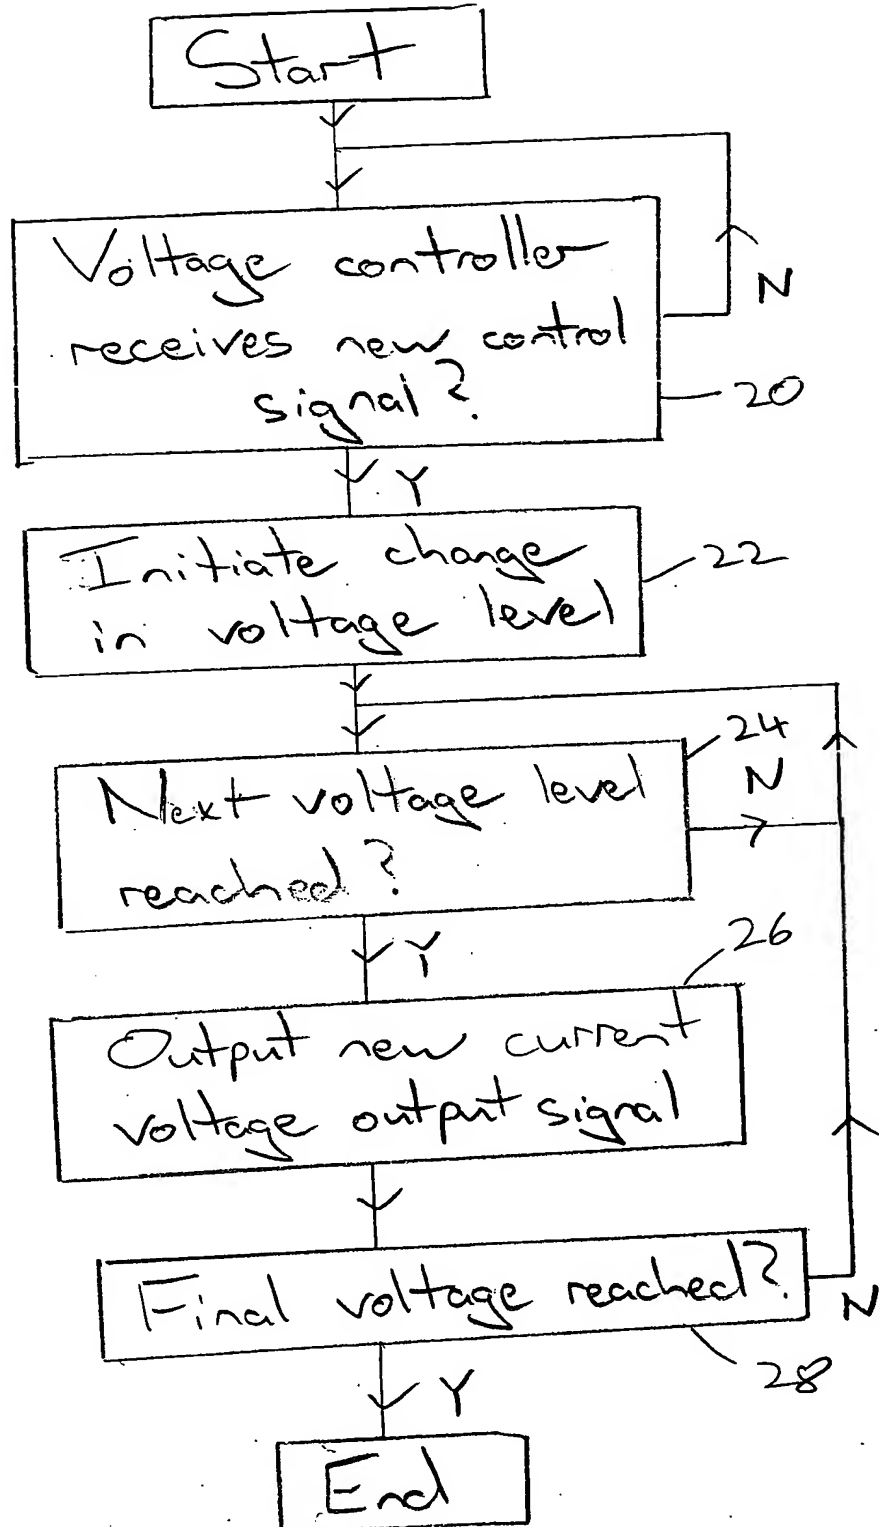 Start
Voltage controller
receives new control
signal?
N
20
Y
Initiate change
in voltage level
22
Next voltage level
reached?
24
N
Y
26
Output new current
voltage output signal
Final voltage reached?
N
28
Y
End